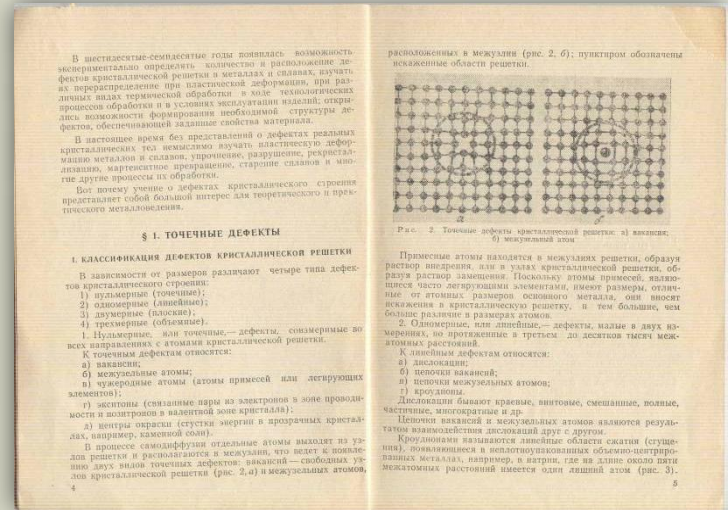 В шестидесятые-семидесятые годы появилась возможность
экспериментально определять количество и расположение де-
фектов кристаллической решетки в металлах и сплавах, изучать
их перераспределение при пластической деформации, при раз-
личных видах термической обработки в ходе технологических
процессов обработки и в условиях эксплуатации изделий; откры-
лись возможности формирования необходимой структуры де-
фектов, обеспечивающей заданные свойства материала.
В настоящее время без представлений о дефектах реальных
кристаллических тел немыслимо изучать пластическую дефор-
мацию металлов и сплавов, упрочнение, разрушение, рекристал-
лизацию, мартенситное превращение, старение сплавов и мно-
гие другие процессы их обработки.
Вот почему учение о дефектах кристаллического строения
представляет собой большой интерес для теоретического и прак-
тического металловедения.
§ 1. ТОЧЕЧНЫЕ ДЕФЕКТЫ
1. КЛАССИФИКАЦИЯ ДЕФЕКТОВ КРИСТАЛЛИЧЕСКОЙ РЕШЕТКИ
В зависимости от размеров различают четыре типа дефек-
тов кристаллического строения:
1) нульмерные (точечные);
2) одномерные (линейные);
3) двумерные (плоские);
4) трехмерные (объемные).
1. Нульмерные, или точечные,— дефекты, соизмеримые во
всех направлениях с атомами кристаллической решетки.
К точечным дефектам относятся:
а) вакансии;
б) межузельные атомы;
в) чужеродные атомы (атомы примесей или легирующих
элементов);
г) экситоны (связанные пары из электронов в зоне проводи-
мости и позитронов в валентной зоне кристалла);
д) центры окраски (сгустки энергии в прозрачных кристал-
лах, например, каменной соли).
В процессе самодиффузии отдельные атомы выходят из уз-
лов решетки и располагаются в межузлии, что ведет к появле-
нию двух видов точечных дефектов: вакансий — свободных уз-
лов кристаллической решетки (рис. 2, а) и межузельных атомов,
4
расположенных в межузлии (рис. 2, б); пунктиром обозначены
искаженные области решетки.
а б
Рис. 2. Точечные дефекты кристаллической решетки: а) вакансия;
б) межузельный атом
Примесные атомы находятся в межузлиях решетки, образуя
раствор внедрения, или в узлах кристаллической решетки, об-
разуя раствор замещения. Поскольку атомы примесей, являю-
щиеся часто легирующими элементами, имеют размеры, отлич-
ные от атомных размеров основного металла, они вносят
искажения в кристаллическую решетку, и тем большие, чем
больше различие в размерах атомов.
2. Одномерные, или линейные,— дефекты, малые в двух из-
мерениях, но протяженные в третьем до десятков тысяч меж-
атомных расстояний.
К линейным дефектам относятся:
а) дислокации;
б) цепочки вакансий;
в) цепочки межузельных атомов;
г) кроудионы.
Дислокации бывают краевые, винтовые, смешанные, полные,
частичные, многократные и др.
Цепочки вакансий и межузельных атомов являются резуль-
татом взаимодействия дислокаций друг с другом.
Кроудионами называются линейные области сжатия (сгуще-
ния), появляющиеся в неплотноупакованных объемно-центриро-
ванных металлах, например, в натрии, где на длине около пяти
межатомных расстояний имеется один лишний атом (рис. 3).
5